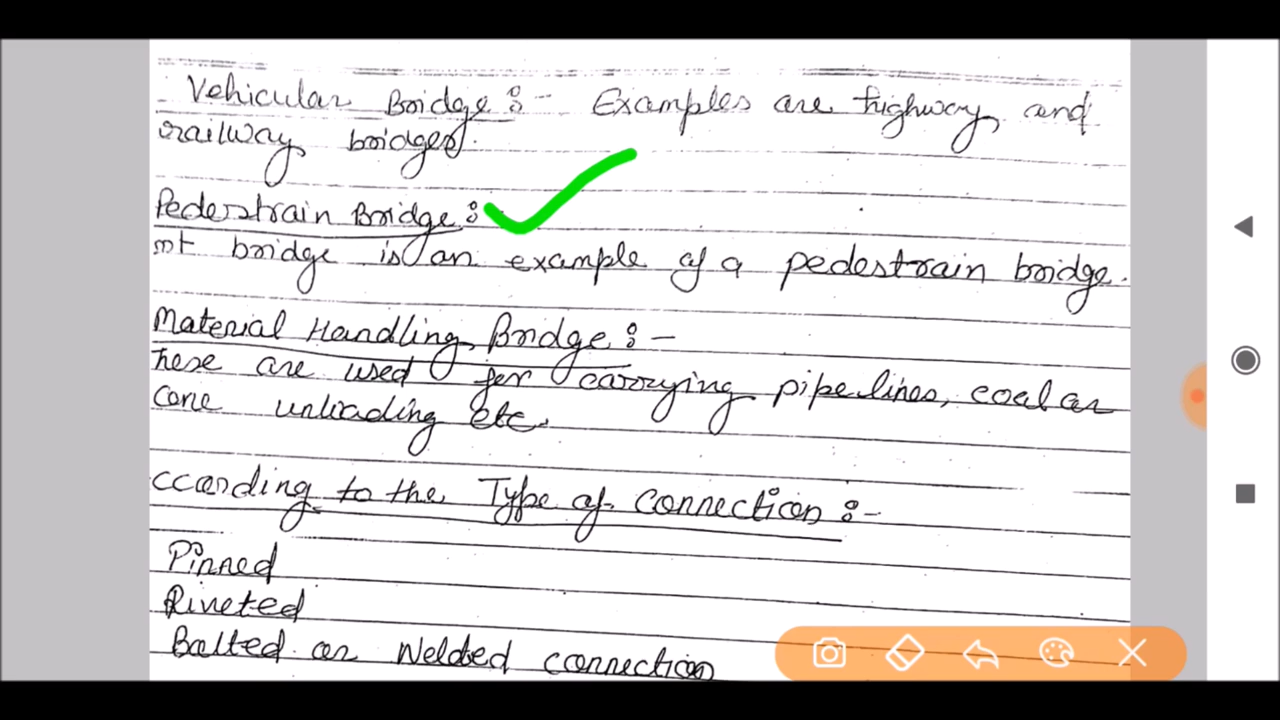 Vehicular Bridge :- Examples are highway and
railway bridges.
Pedestrain Bridge :-
nt bridge is an example of a pedestrain bridge.
Material Handling Bridge :-
hese are used for carrying pipelines, coal or
cone unloading etc.
ccording to the Type of Connection :-
Pinned
Riveted
Bolted or Welded connection